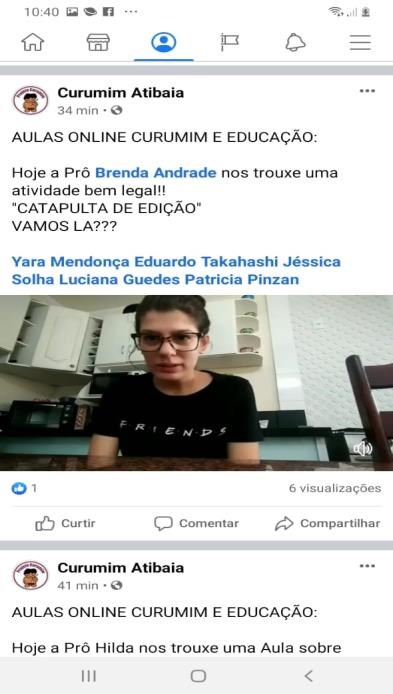 10:40
Curumim Atibaia
34 min
AULAS ONLINE CURUMIM E EDUCAÇÃO:
Hoje a Prô Brenda Andrade nos trouxe uma
atividade bem legal!!
"CATAPULTA DE EDIÇÃO"
VAMOS LA???
Yara Mendonça Eduardo Takahashi Jéssica
Solha Luciana Guedes Patricia Pinzan
F·R·I·E·N·D·S
1
6 visualizações
Curtir
Comentar
Compartilhar
Curumim Atibaia
41 min
AULAS ONLINE CURUMIM E EDUCAÇÃO:
Hoje a Prô Hilda nos trouxe uma Aula sobre